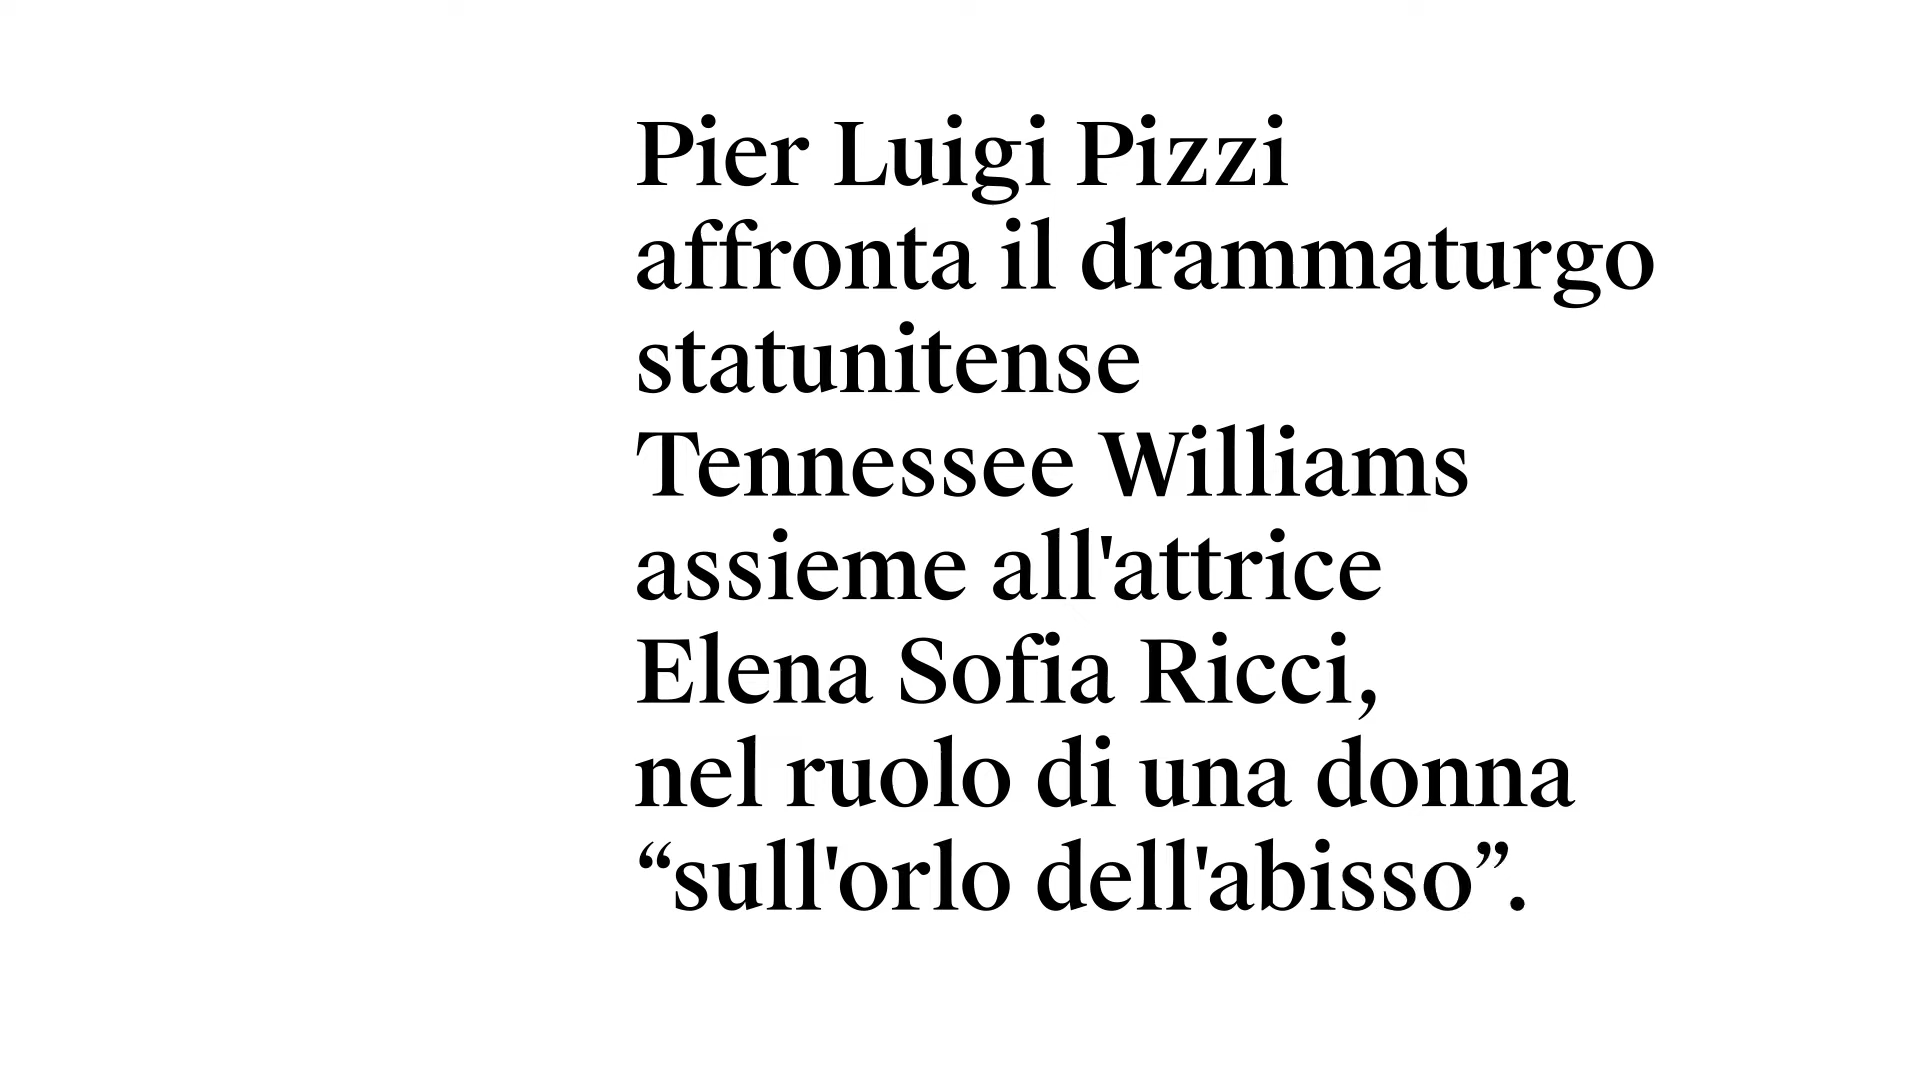 Pier Luigi Pizzi
affronta il drammaturgo
statunitense
Tennessee Williams
assieme all'attrice
Elena Sofia Ricci,
nel ruolo di una donna
“sull'orlo dell'abisso”.